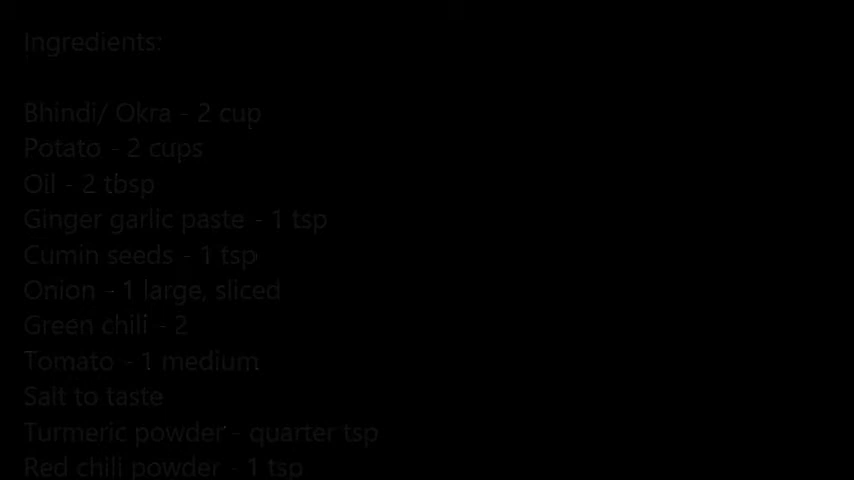 Ingredients:
Bhindi/ Okra - 2 cup
Potato - 2 cups
Oil - 2 tbsp
Ginger garlic paste - 1 tsp
Cumin seeds - 1 tsp
Onion - 1 large, sliced
Green chili - 2
Tomato - 1 medium
Salt to taste
Turmeric powder - quarter tsp
Red chili powder - 1 tsp